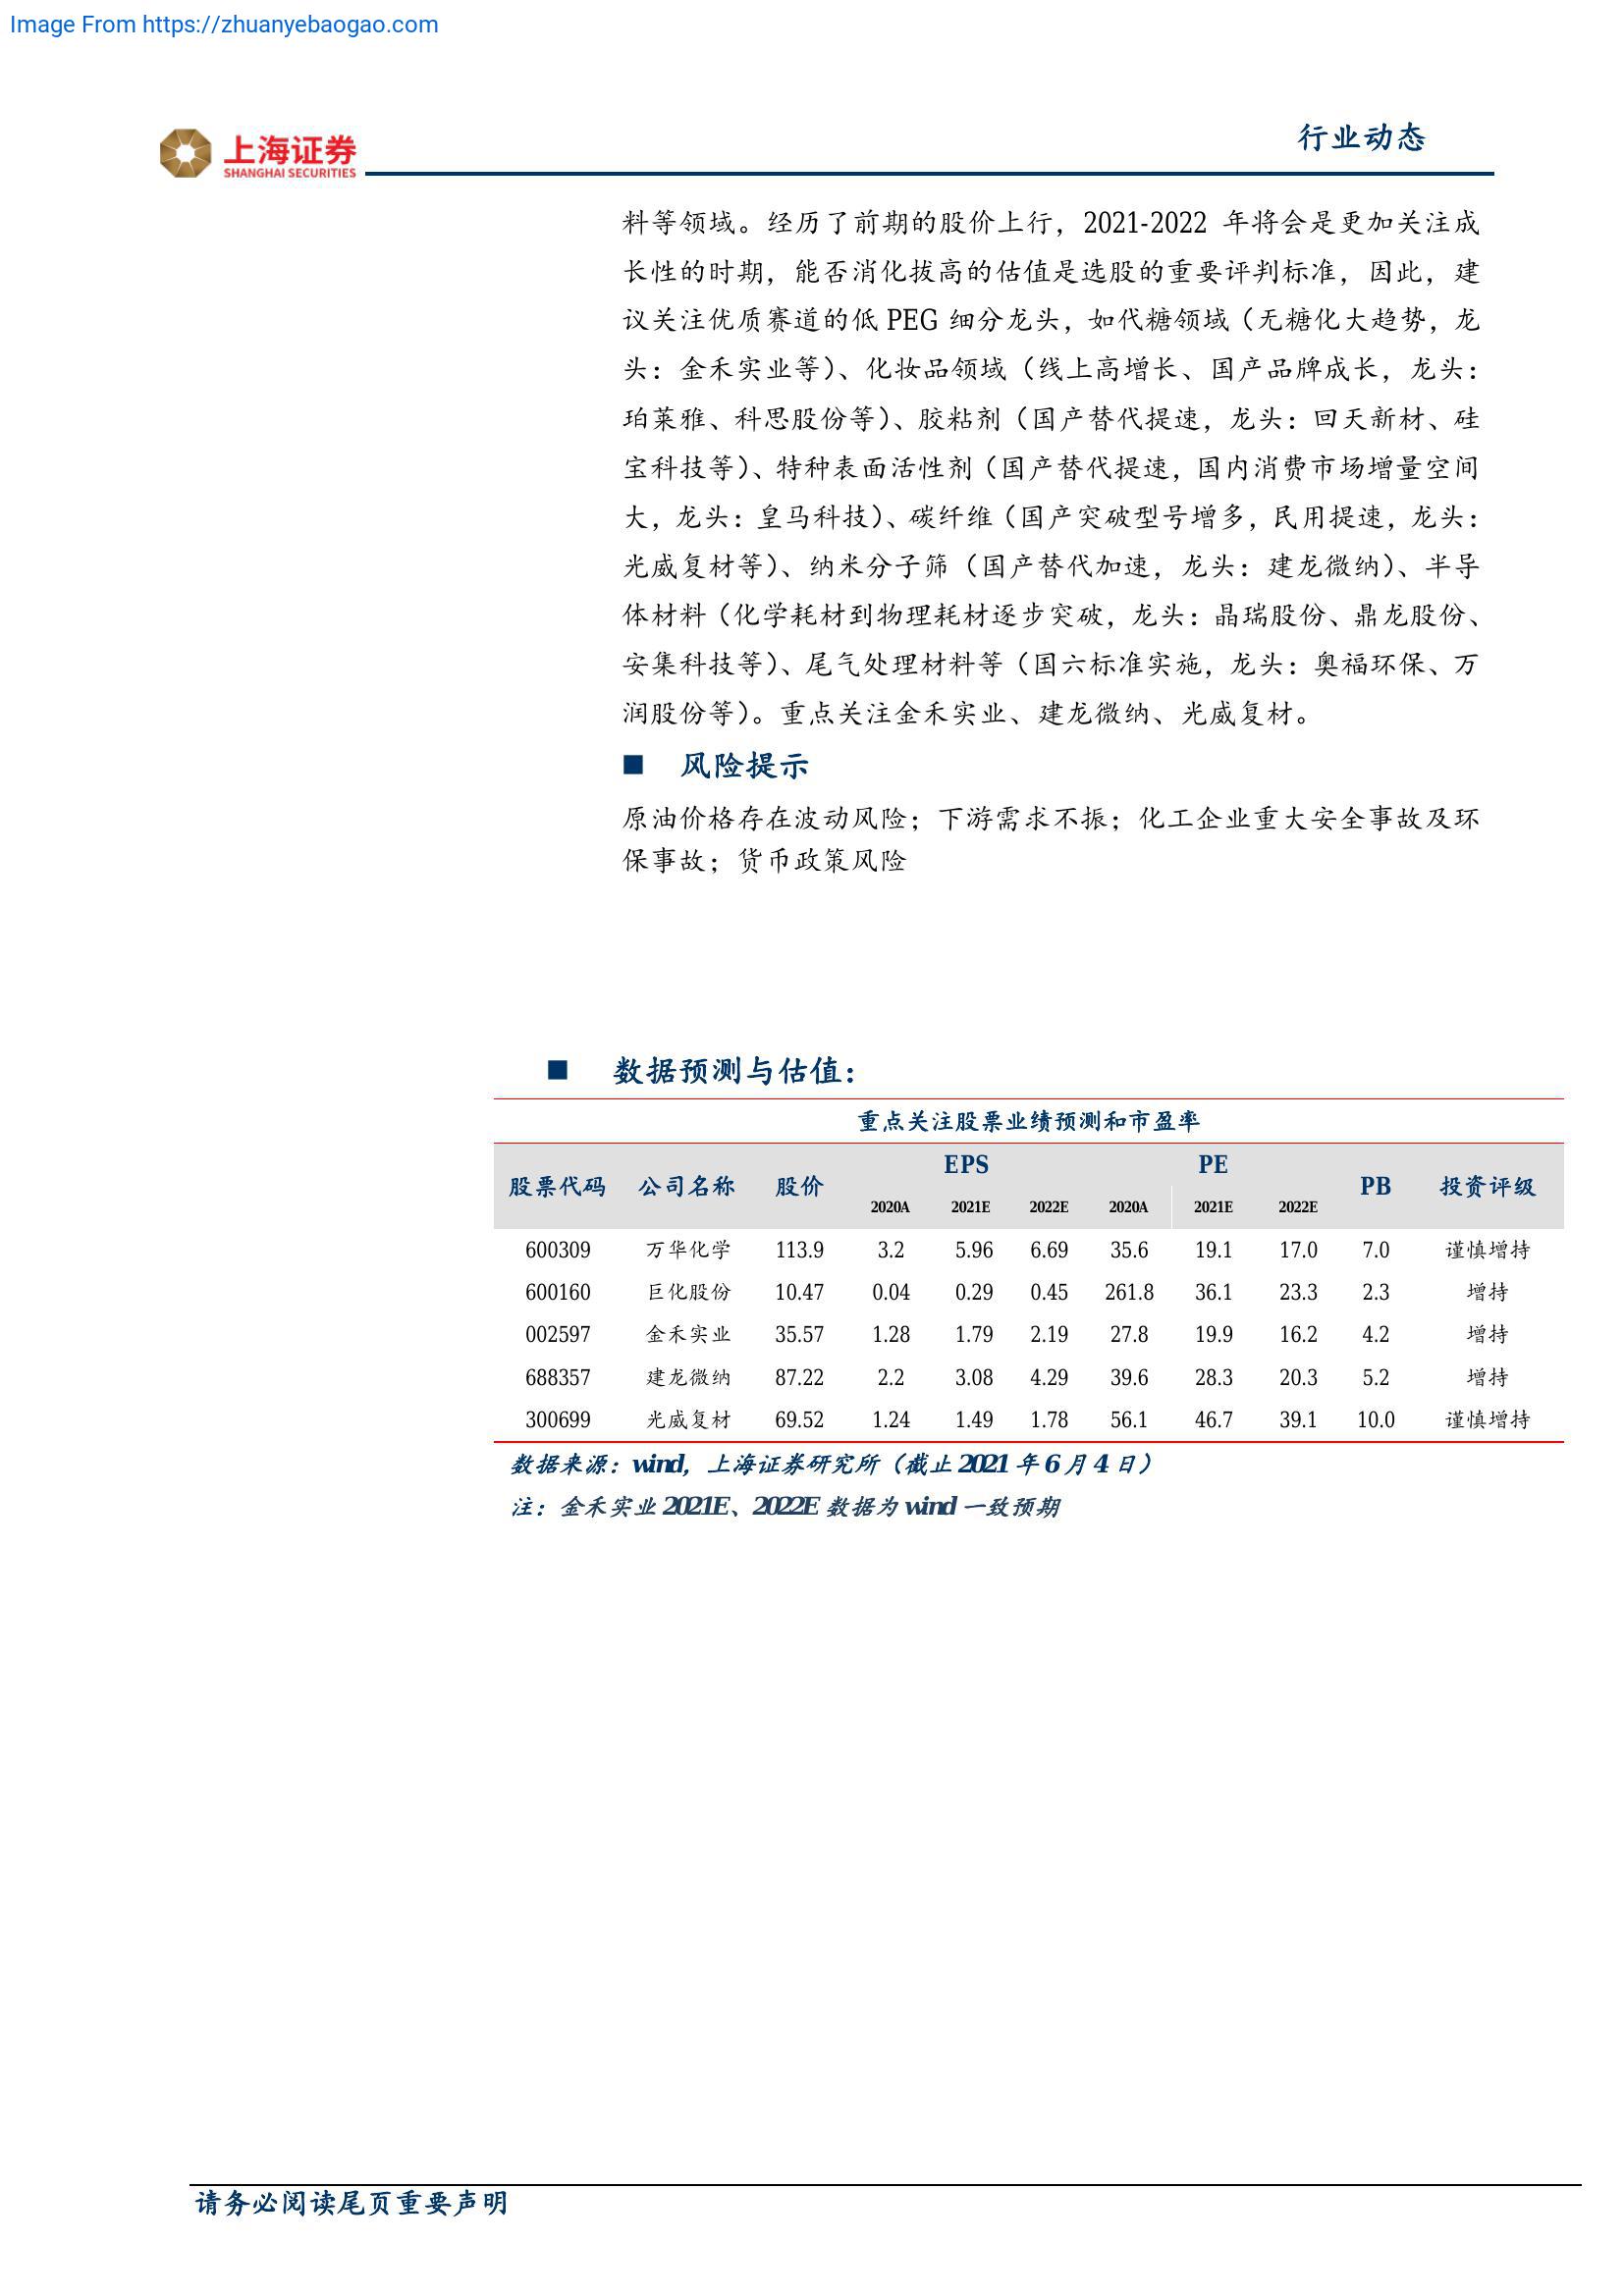 Image From https://zhuanyebaogao.com
行业动态
上海证券
SHANGHAI SECURITIES
料等领域。经历了前期的股价上行，2021-2022 年将会是更加关注成
长性的时期，能否消化拔高的估值是选股的重要评判标准，因此，建
议关注优质赛道的低 PEG 细分龙头，如代糖领域（无糖化大趋势，龙
头：金禾实业等）、化妆品领域（线上高增长、国产品牌成长，龙头：
珀莱雅、科思股份等）、胶粘剂（国产替代提速，龙头：回天新材、硅
宝科技等）、特种表面活性剂（国产替代提速，国内消费市场增量空间
大，龙头：皇马科技）、碳纤维（国产突破型号增多，民用提速，龙头：
光威复材等）、纳米分子筛（国产替代加速，龙头：建龙微纳）、半导
体材料（化学耗材到物理耗材逐步突破，龙头：晶瑞股份、鼎龙股份、
安集科技等）、尾气处理材料等（国六标准实施，龙头：奥福环保、万
润股份等）。重点关注金禾实业、建龙微纳、光威复材。
■ 风险提示
原油价格存在波动风险；下游需求不振；化工企业重大安全事故及环
保事故；货币政策风险
■ 数据预测与估值：
重点关注股票业绩预测和市盈率
股票代码 公司名称 股价 EPS PE PB 投资评级
2020A 2021E 2022E 2020A 2021E 2022E
600309 万华化学 113.9 3.2 5.96 6.69 35.6 19.1 17.0 7.0 谨慎增持
600160 巨化股份 10.47 0.04 0.29 0.45 261.8 36.1 23.3 2.3 增持
002597 金禾实业 35.57 1.28 1.79 2.19 27.8 19.9 16.2 4.2 增持
688357 建龙微纳 87.22 2.2 3.08 4.29 39.6 28.3 20.3 5.2 增持
300699 光威复材 69.52 1.24 1.49 1.78 56.1 46.7 39.1 10.0 谨慎增持
数据来源：wind，上海证券研究所（截止 2021 年 6 月 4 日）
注：金禾实业 2021E、2022E 数据为 wind 一致预期
请务必阅读尾页重要声明